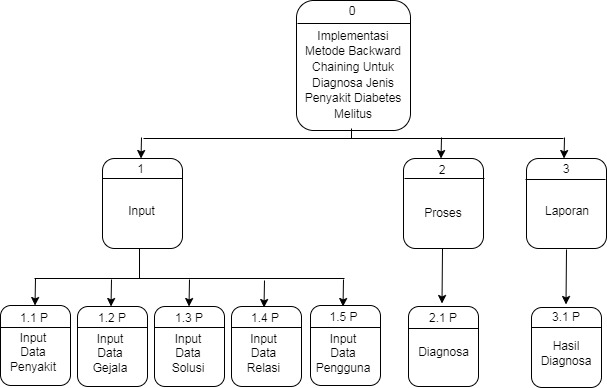 0
Implementasi
Metode Backward
Chaining Untuk
Diagnosa Jenis
Penyakit Diabetes
Melitus
1
Input
2
Proses
3
Laporan
1.1 P
Input
Data
Penyakit
1.2 P
Input
Data
Gejala
1.3 P
Input
Data
Solusi
1.4 P
Input
Data
Relasi
1.5 P
Input
Data
Pengguna
2.1 P
Diagnosa
3.1 P
Hasil
Diagnosa